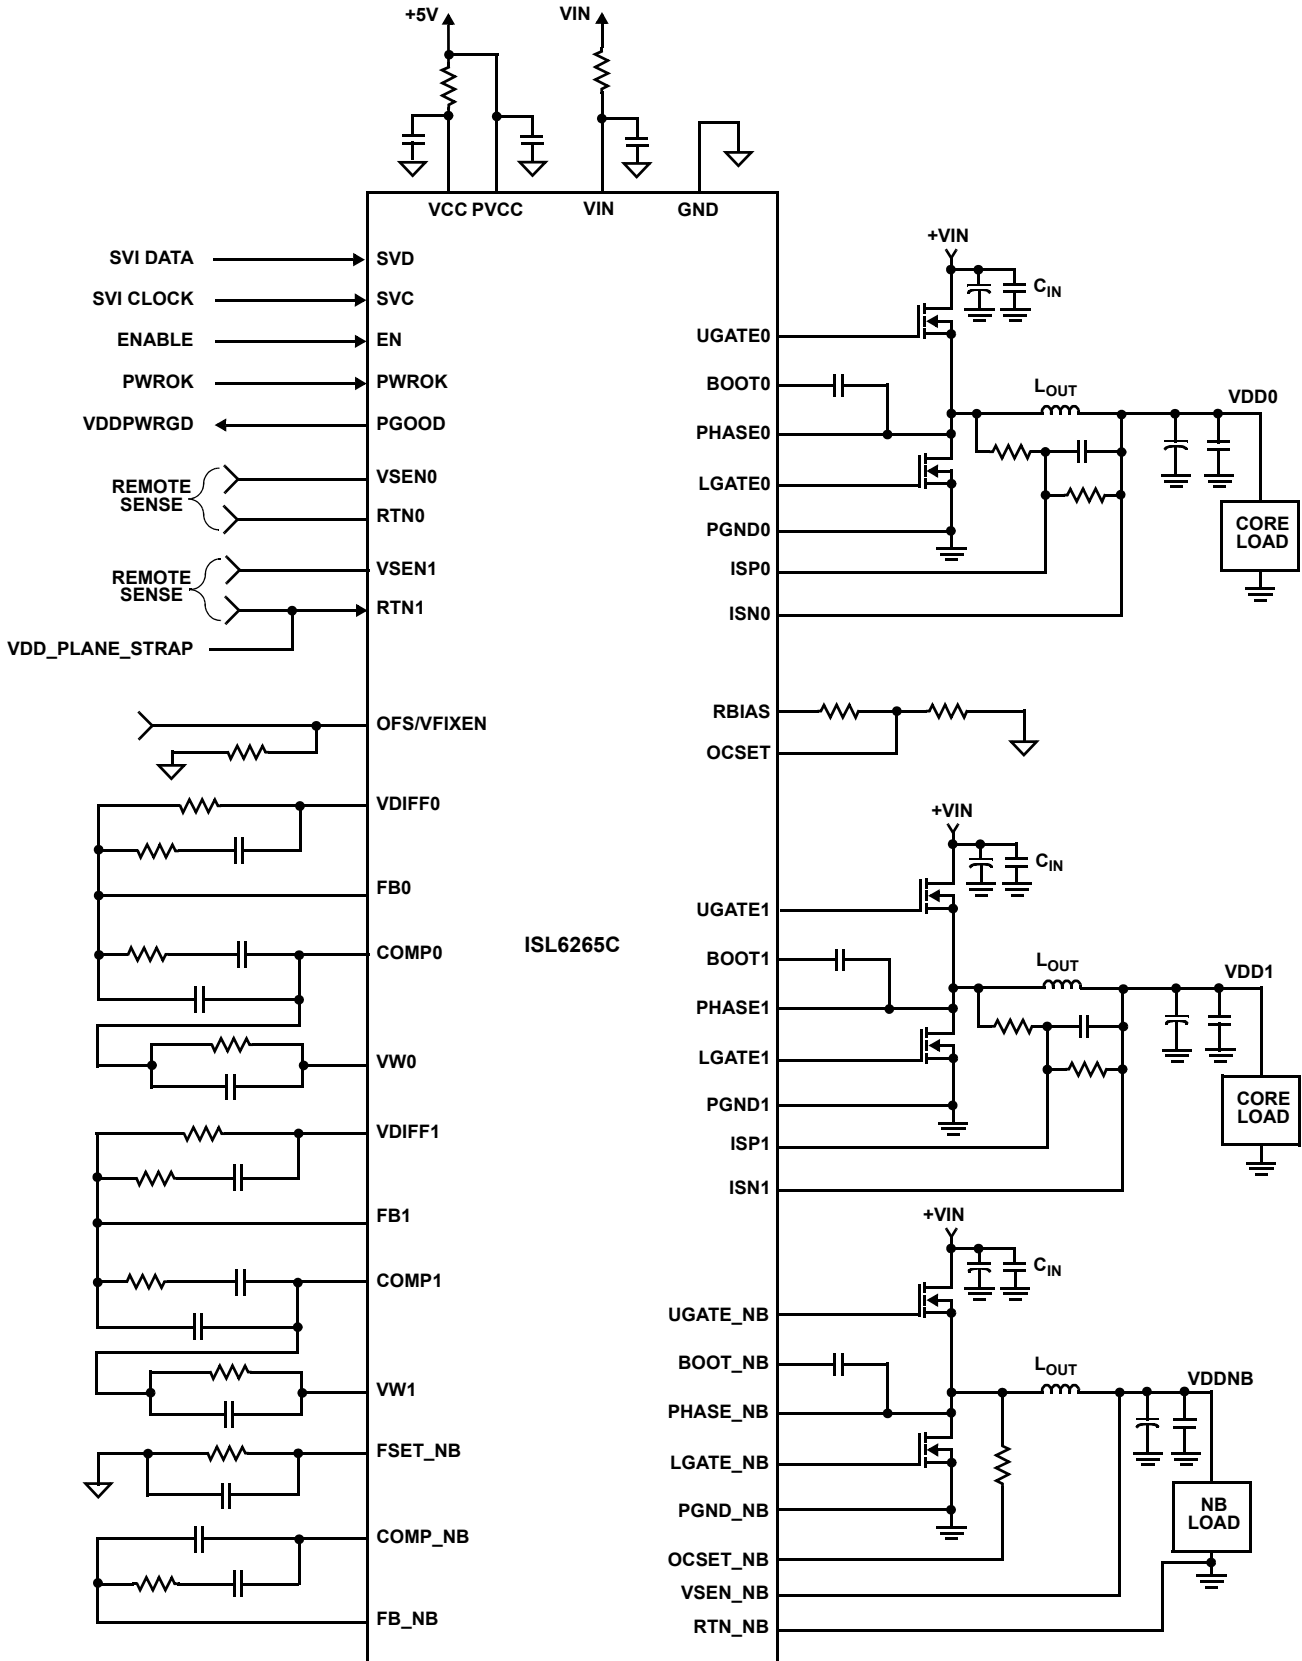 +5V
VIN
VCC PVCC
VIN
GND
SVI DATA
SVD
SVI CLOCK
SVC
ENABLE
EN
PWROK
PWROK
VDDPWRGD
PGOOD
REMOTE
SENSE
VSEN0
RTN0
REMOTE
SENSE
VSEN1
RTN1
VDD_PLANE_STRAP
OFS/VFIXEN
VDIFF0
FB0
COMP0
VW0
VDIFF1
FB1
COMP1
VW1
FSET_NB
COMP_NB
FB_NB
ISL6265C
+VIN
CIN
UGATE0
BOOT0
LOUT
VDD0
PHASE0
LGATE0
PGND0
CORE
LOAD
ISP0
ISN0
RBIAS
OCSET
+VIN
CIN
UGATE1
BOOT1
LOUT
VDD1
PHASE1
LGATE1
PGND1
CORE
LOAD
ISP1
ISN1
+VIN
CIN
UGATE_NB
BOOT_NB
LOUT
VDDNB
PHASE_NB
LGATE_NB
PGND_NB
NB
LOAD
OCSET_NB
VSEN_NB
RTN_NB